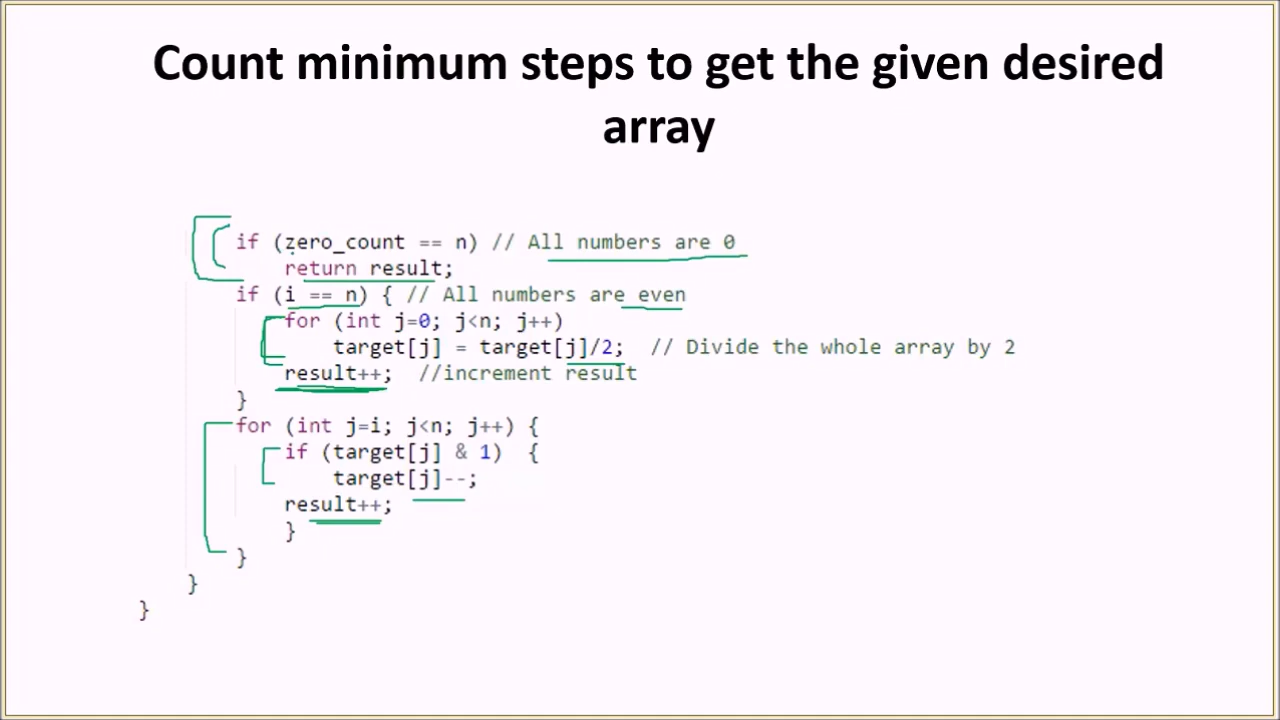 Count minimum steps to get the given desired
array
if (zero_count == n) // All numbers are 0
return result;
if (i == n) { // All numbers are even
for (int j=0; j<n; j++)
target[j] = target[j]/2; // Divide the whole array by 2
result++; //increment result
}
for (int j=i; j<n; j++) {
if (target[j] & 1) {
target[j]--;
result++;
}
}
}
}